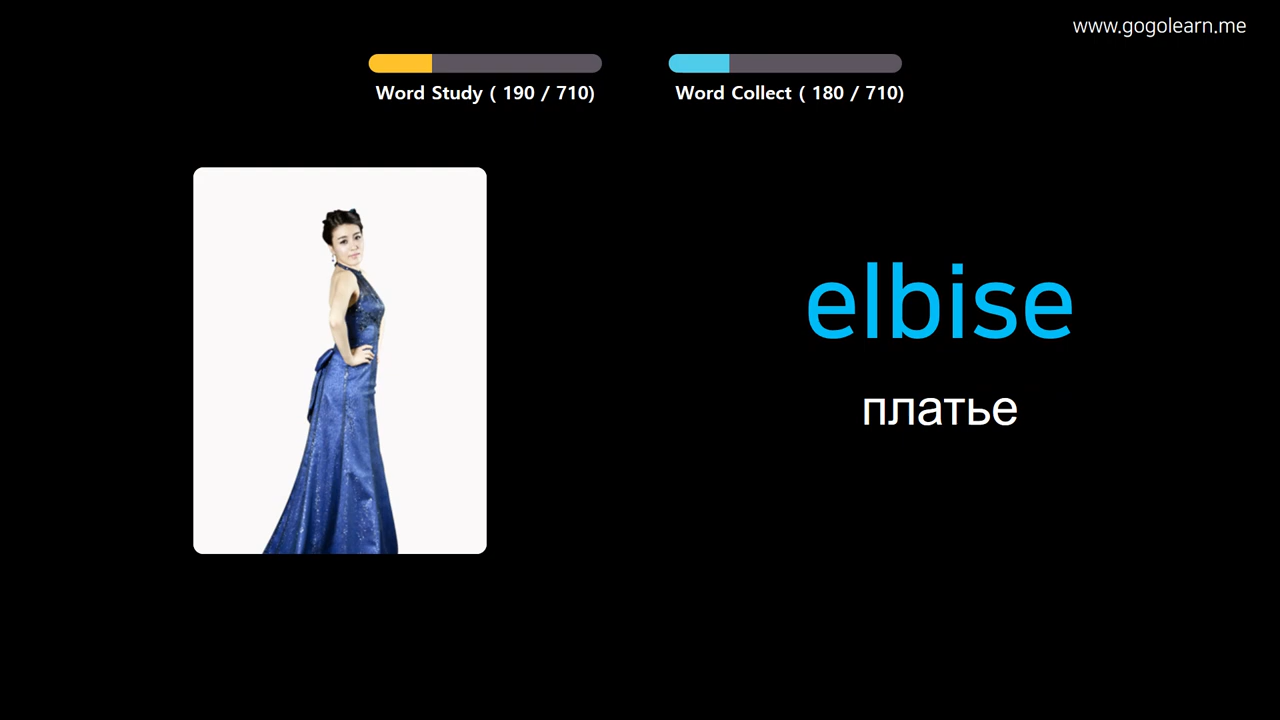 www.gogolearn.me
Word Study ( 190 / 710)
Word Collect ( 180 / 710)
elbise
платье